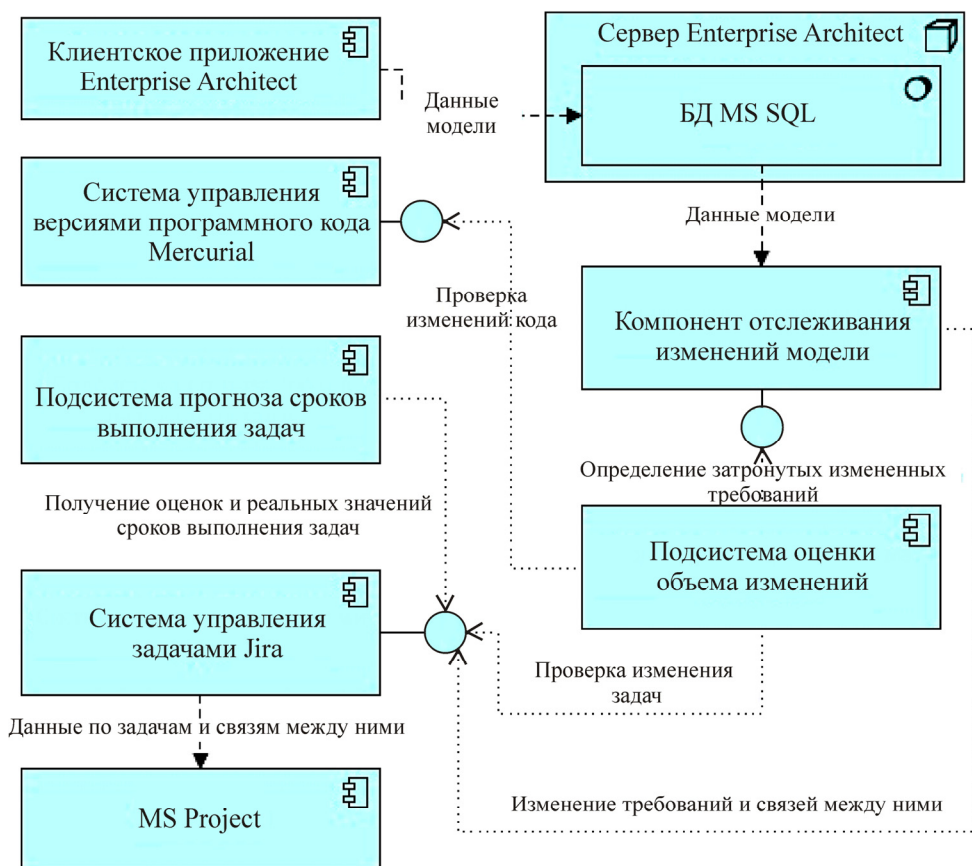 Клиентское приложение
Enterprise Architect
Данные
модели
Сервер Enterprise Architect
БД MS SQL
Данные модели
Система управления
версиями программного кода
Mercurial
Проверка
изменений кода
Компонент отслеживания
изменений модели
Подсистема прогноза сроков
выполнения задач
Определение затронутых измененных
требований
Получение оценок и реальных значений
сроков выполнения задач
Подсистема оценки
объема изменений
Система управления
задачами Jira
Проверка изменения
задач
Данные по задачам и связям между ними
MS Project
Изменение требований и связей между ними